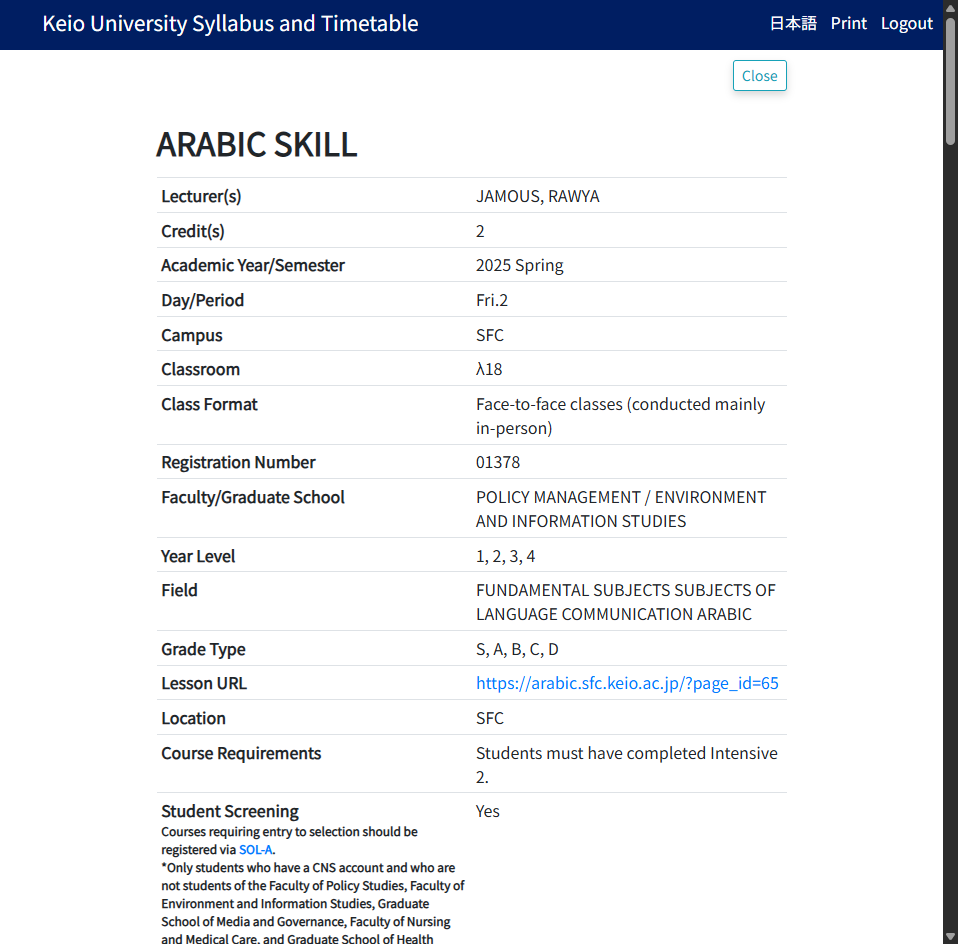 Keio University Syllabus and Timetable
日本語 Print Logout
Close
ARABIC SKILL
Lecturer(s) JAMOUS, RAWYA
Credit(s) 2
Academic Year/Semester 2025 Spring
Day/Period Fri.2
Campus SFC
Classroom λ18
Class Format Face-to-face classes (conducted mainly
in-person)
Registration Number 01378
Faculty/Graduate School POLICY MANAGEMENT / ENVIRONMENT
AND INFORMATION STUDIES
Year Level 1, 2, 3, 4
Field FUNDAMENTAL SUBJECTS SUBJECTS OF
LANGUAGE COMMUNICATION ARABIC
Grade Type S, A, B, C, D
Lesson URL https://arabic.sfc.keio.ac.jp/?page_id=65
Location SFC
Course Requirements Students must have completed Intensive
2.
Student Screening Yes
Courses requiring entry to selection should be
registered via SOL-A.
*Only students who have a CNS account and who are
not students of the Faculty of Policy Studies, Faculty of
Environment and Information Studies, Graduate
School of Media and Governance, Faculty of Nursing
and Medical Care, and Graduate School of Health